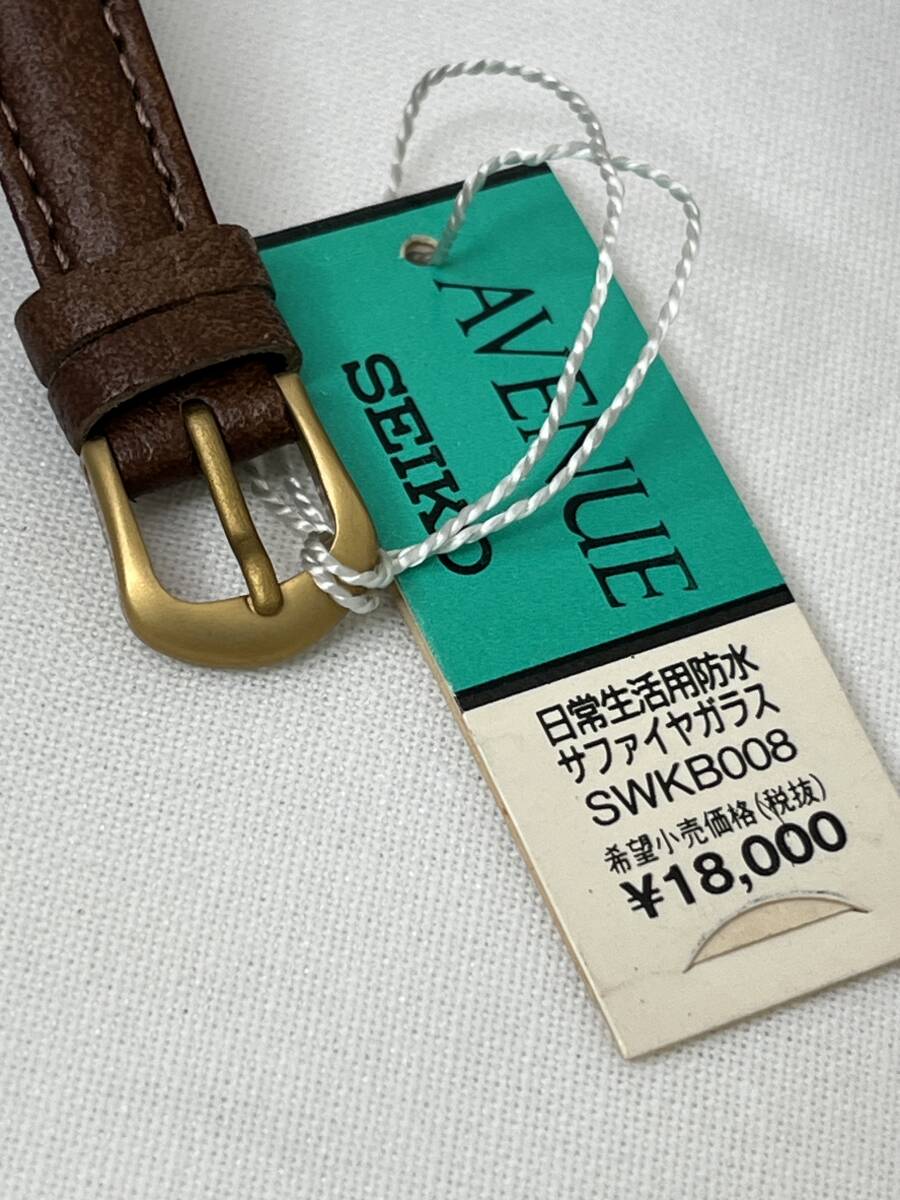 AVENUE
SEIKO
日常生活用防水
サファイヤガラス
SWKB008
希望小売価格(税抜)
¥18,000